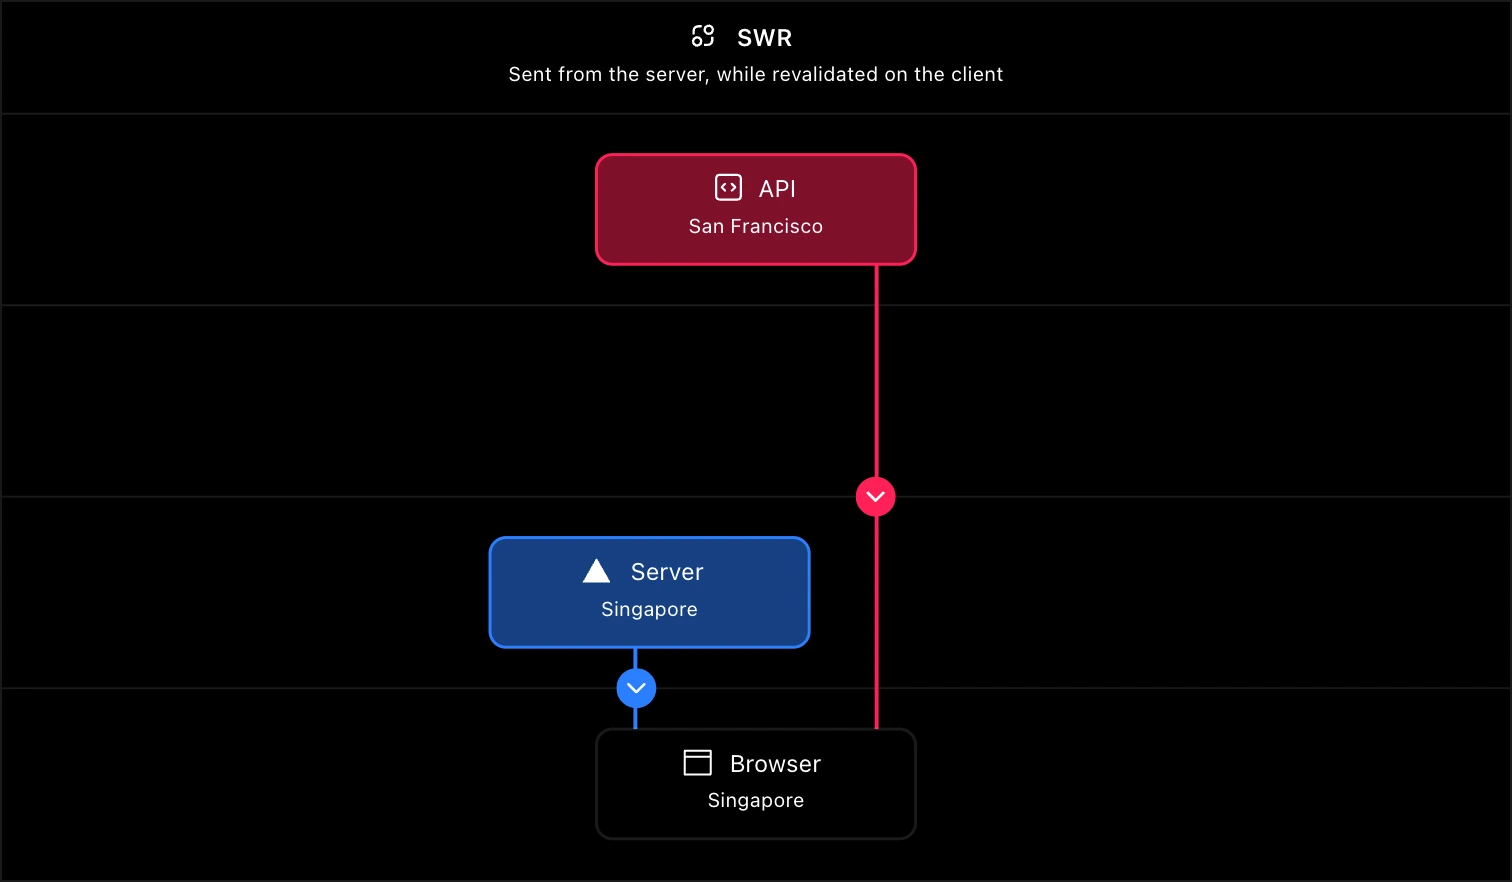 SWR
Sent from the server, while revalidated on the client
API
San Francisco
Server
Singapore
Browser
Singapore